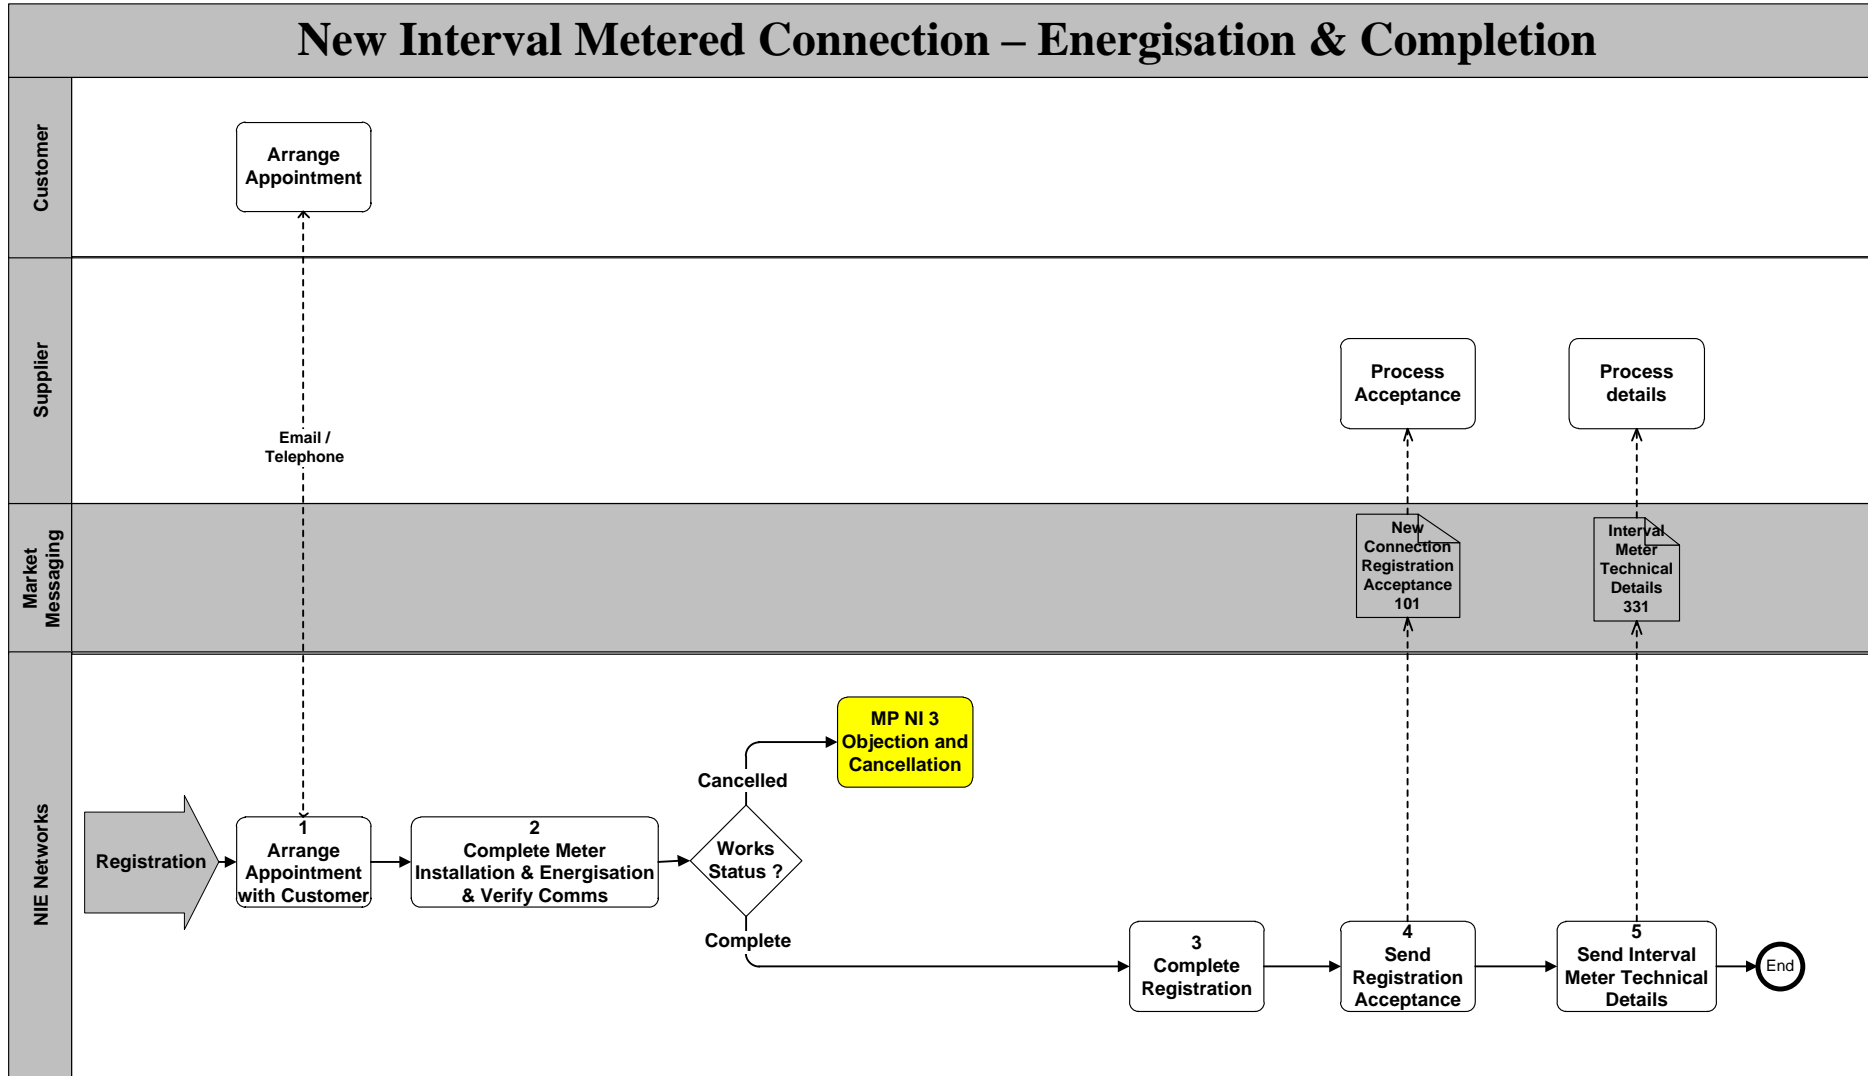 New Interval Metered Connection – Energisation & Completion
Customer
Arrange
Appointment
Supplier
Email /
Telephone
Process
Acceptance
Process
details
Market
Messaging
New
Connection
Registration
Acceptance
101
Interval
Meter
Technical
Details
331
NIE Networks
Registration
1
Arrange
Appointment
with Customer
2
Complete Meter
Installation & Energisation
& Verify Comms
Works
Status ?
Cancelled
MP NI 3
Objection and
Cancellation
Complete
3
Complete
Registration
4
Send
Registration
Acceptance
5
Send Interval
Meter Technical
Details
End